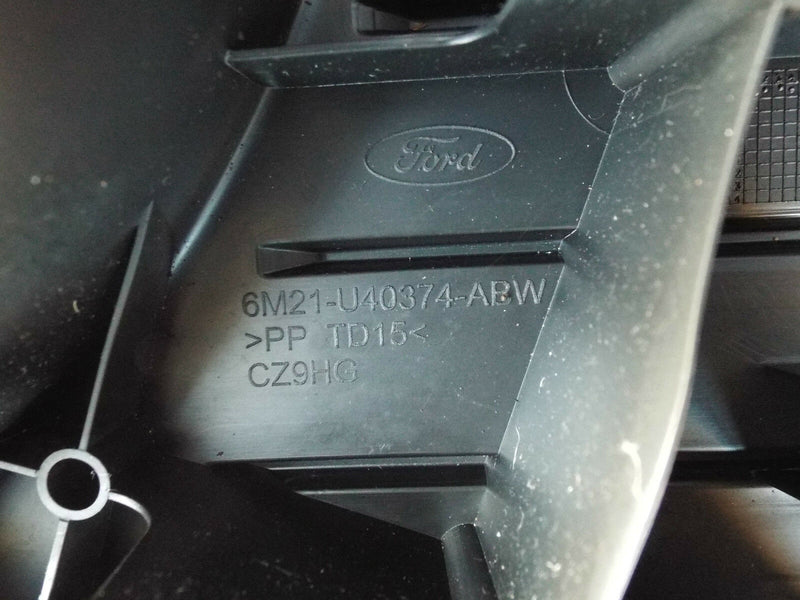 Ford
6M21-U40374-ABW
>PP TD15<
CZ9HG